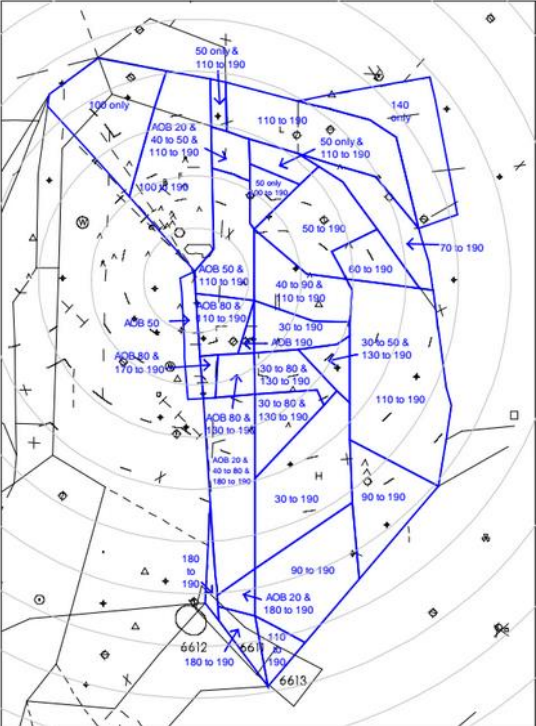 50 only &
110 to 190
100 only
140
only
110 to 190
AOB 20 &
40 to 50 &
110 to 190
50 only &
110 to 190
100 to 190
50 only
50 to 190
70 to 190
60 to 190
AOB 50 &
110 to 190
40 to 90 &
110 to 190
AOB 80 &
110 to 190
AOB 50
30 to 190
AOB 190
30 to 50 &
130 to 190
AOB 80 &
170 to 190
30 to 80 &
130 to 190
30 to 80 &
130 to 190
110 to 190
AOB 80 &
130 to 190
AOB 20 &
40 to 80 &
180 to 190
H
30 to 190
90 to 190
180
to
190
90 to 190
AOB 20 &
180 to 190
110
to
190
6612
6611
180 to 190
6613